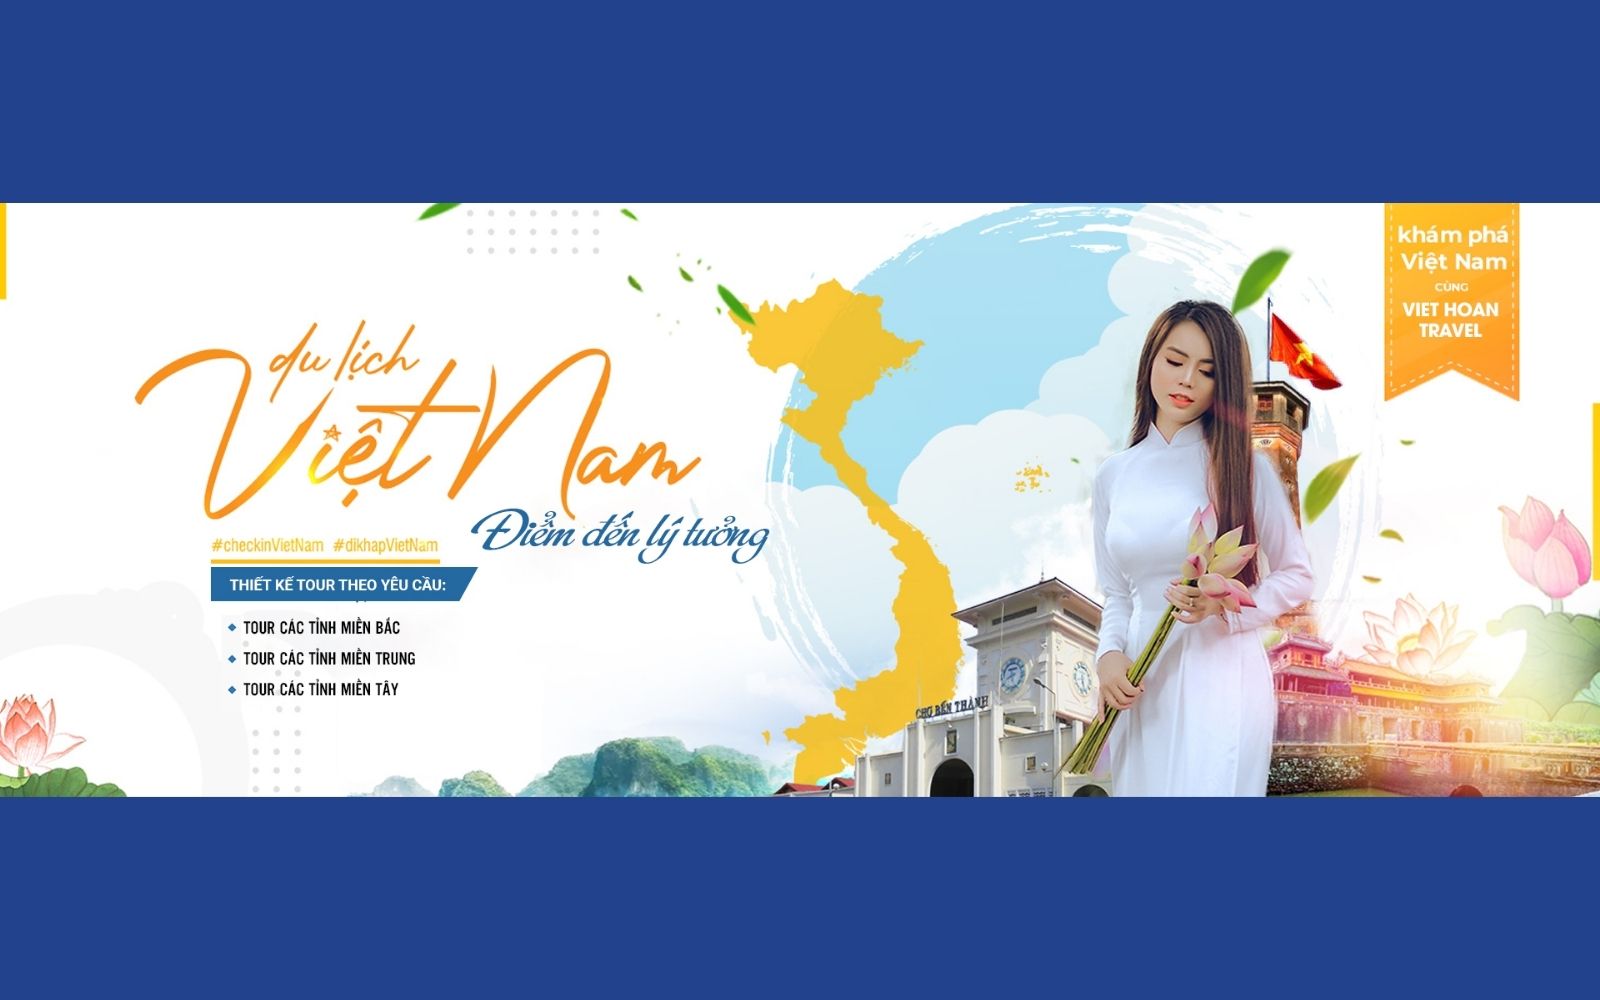 du lịch
Việt Nam
Điểm đến lý tưởng
#checkinVietNam #dikhapVietNam
THIẾT KẾ TOUR THEO YÊU CẦU:
TOUR CÁC TỈNH MIỀN BẮC
TOUR CÁC TỈNH MIỀN TRUNG
TOUR CÁC TỈNH MIỀN TÂY
CHỢ BẾN THÀNH
khám phá
Việt Nam
CÙNG
VIET HOAN
TRAVEL